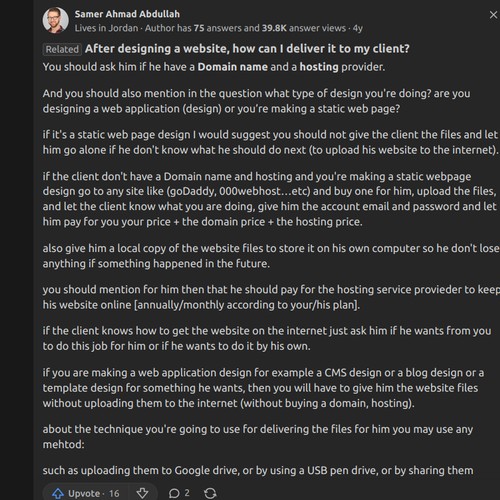 Samer Ahmad Abdullah
Lives in Jordan · Author has 75 answers and 39.8K answer views · 4y
Related After designing a website, how can I deliver it to my client?
You should ask him if he have a Domain name and a hosting provider.
And you should also mention in the question what type of design you're doing? are you
designing a web application (design) or you're making a static web page?
if it's a static web page design I would suggest you should not give the client the files and let
him go alone if he don't know what he should do next (to upload his website to the internet).
if the client don't have a Domain name and hosting and you're making a static webpage
design go to any site like (goDaddy, 000webhost...etc) and buy one for him, upload the files,
and let the client know what you are doing, give him the account email and password and let
him pay for you your price + the domain price + the hosting price.
also give him a local copy of the website files to store it on his own computer so he don't lose
anything if something happened in the future.
you should mention for him then that he should pay for the hosting service provieder to keep
his website online [annually/monthly according to your/his plan].
if the client knows how to get the website on the internet just ask him if he wants from you
to do this job for him or if he wants to do it by his own.
if you are making a web application design for example a CMS design or a blog design or a
template design for something he wants, then you will have to give him the website files
without uploading them to the internet (without buying a domain, hosting).
about the technique you're going to use for delivering the files for him you may use any
mehtod:
such as uploading them to Google drive, or by using a USB pen drive, or by sharing them
Upvote · 16 2